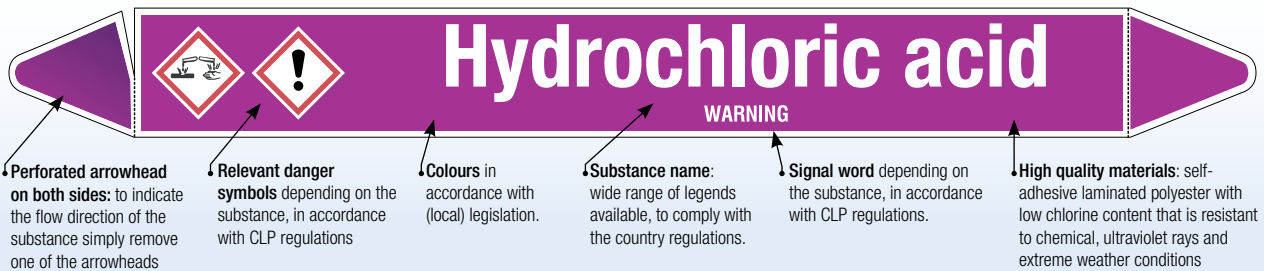 Hydrochloric acid
WARNING
Perforated arrowhead
on both sides: to indicate
the flow direction of the
substance simply remove
one of the arrowheads
Relevant danger
symbols depending on the
substance, in accordance
with CLP regulations
Colours in
accordance with
(local) legislation.
Substance name:
wide range of legends
available, to comply with
the country regulations.
Signal word depending on
the substance, in accordance
with CLP regulations.
High quality materials: self-
adhesive laminated polyester with
low chlorine content that is resistant
to chemical, ultraviolet rays and
extreme weather conditions